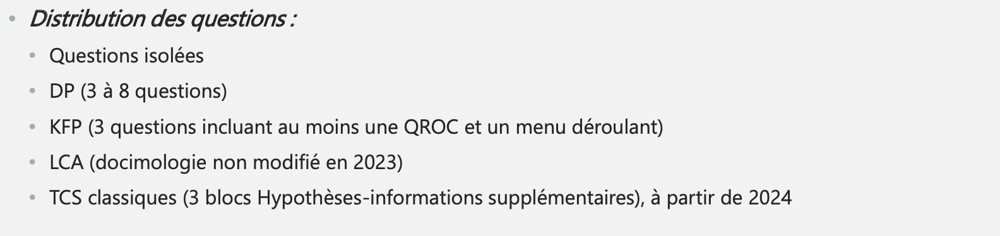 • Distribution des questions :
• Questions isolées
• DP (3 à 8 questions)
• KFP (3 questions incluant au moins une QROC et un menu déroulant)
• LCA (docimologie non modifié en 2023)
• TCS classiques (3 blocs Hypothèses-informations supplémentaires), à partir de 2024